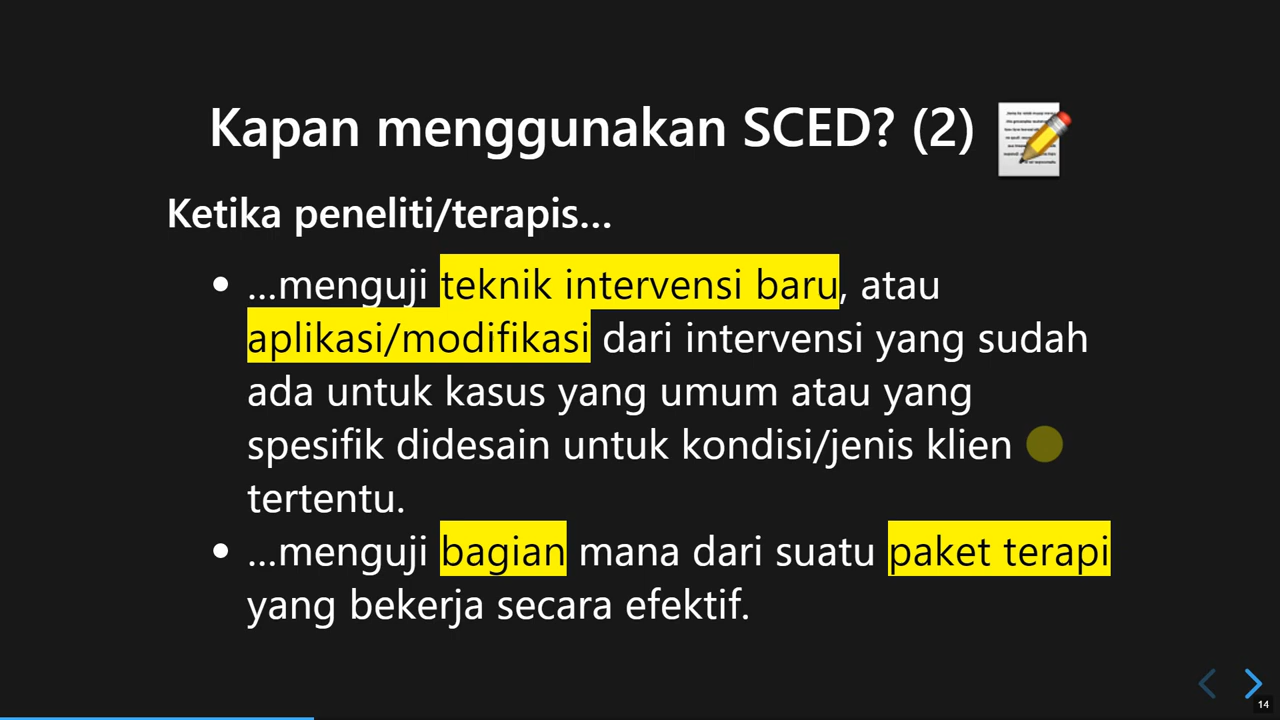 Kapan menggunakan SCED? (2)
Ketika peneliti/terapis...
...menguji teknik intervensi baru, atau
aplikasi/modifikasi dari intervensi yang sudah
ada untuk kasus yang umum atau yang
spesifik didesain untuk kondisi/jenis klien
tertentu.
...menguji bagian mana dari suatu paket terapi
yang bekerja secara efektif.
14